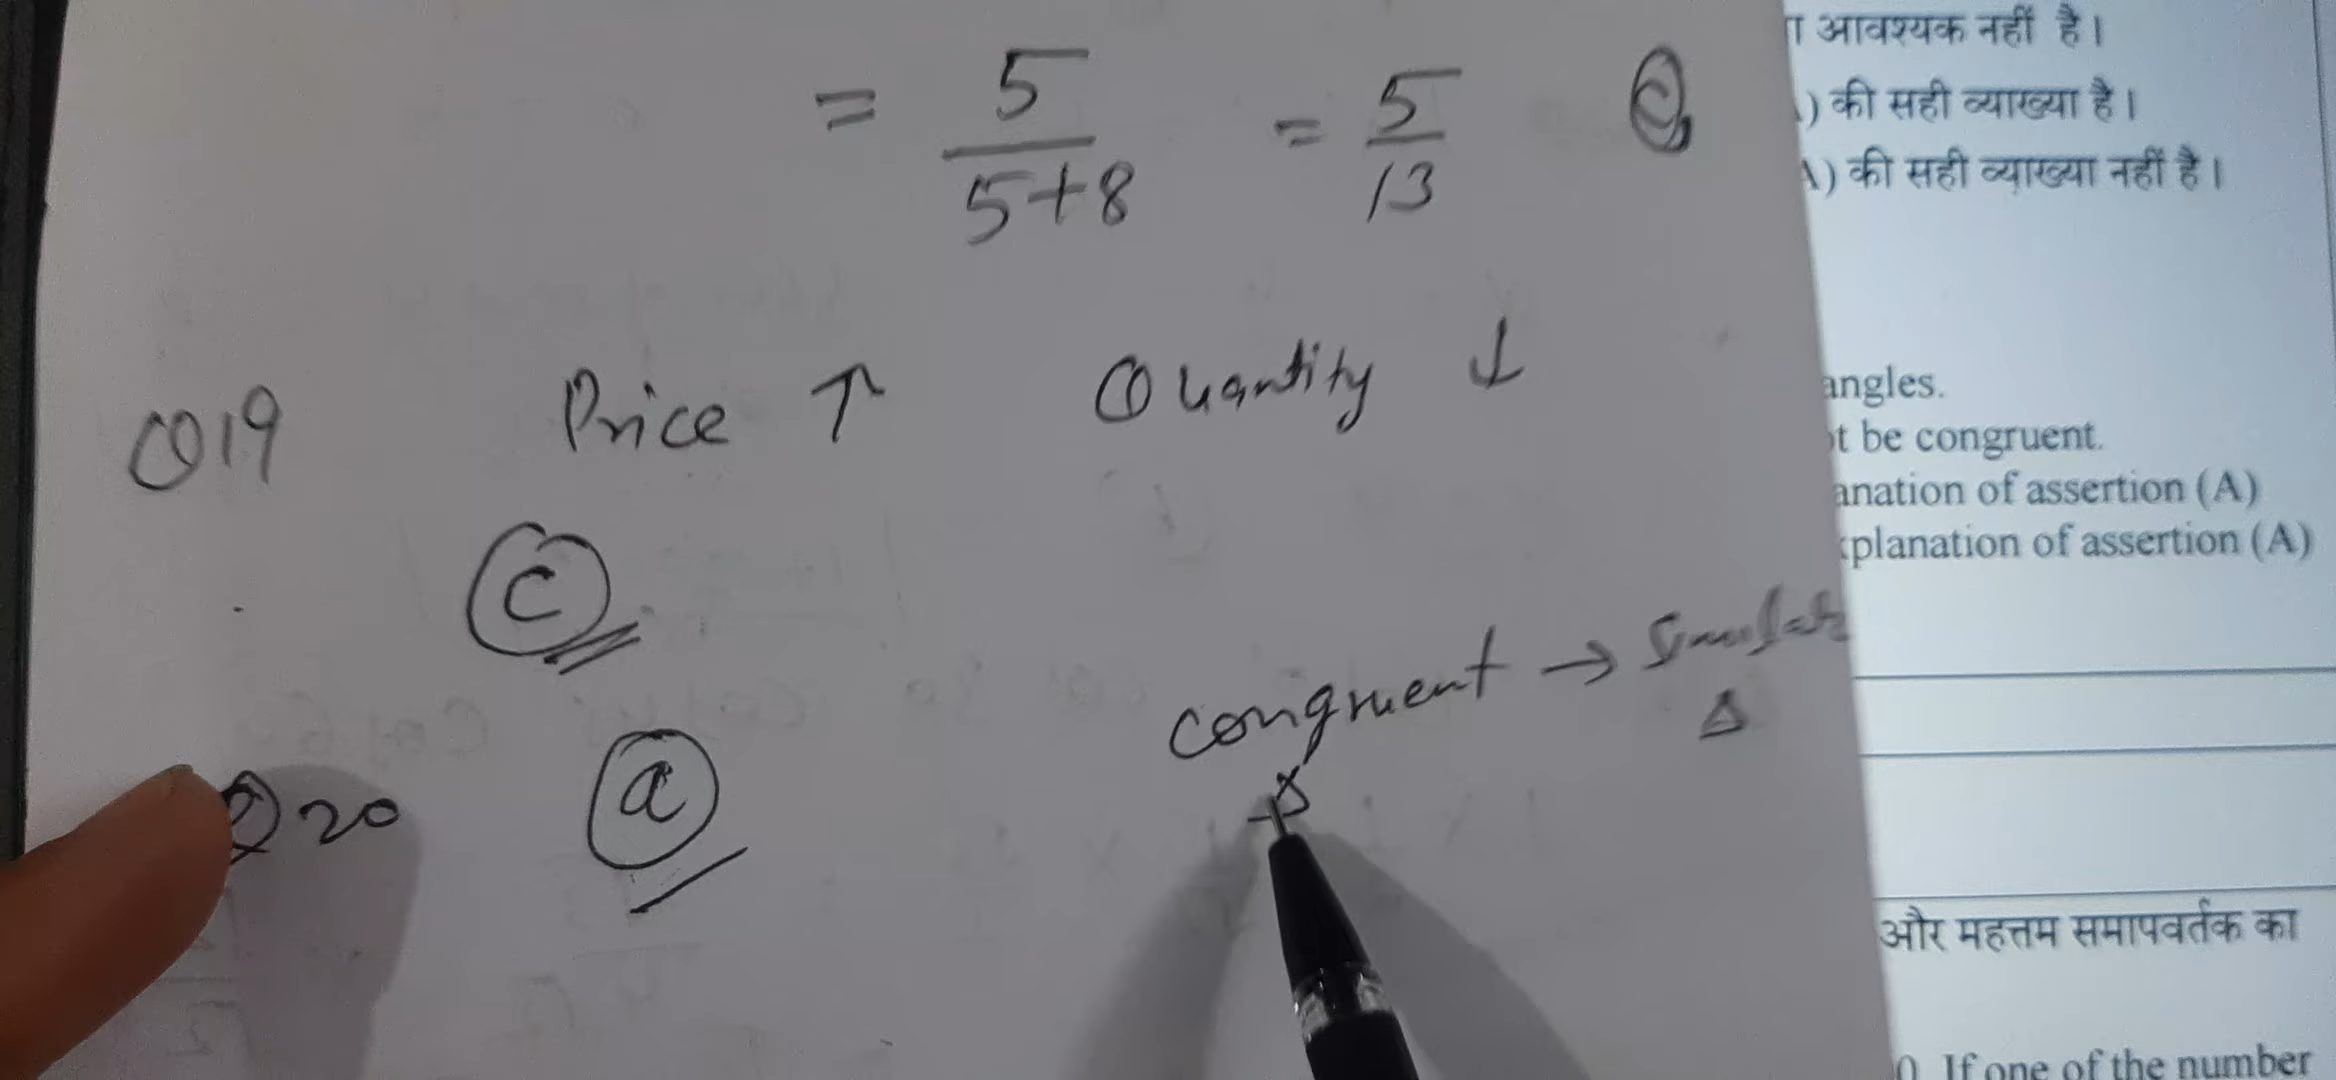 = 5 / 5+8 = 5 / 13
Q19 Price ↑ Quantity ↓
C
congruent →
Δ
Q20 a
आवश्यक नहीं है।
) की सही व्याख्या है।
) की सही व्याख्या नहीं है।
angles.
be congruent.
anation of assertion (A)
planation of assertion (A)
और महत्तम समापवर्तक का
If one of the number